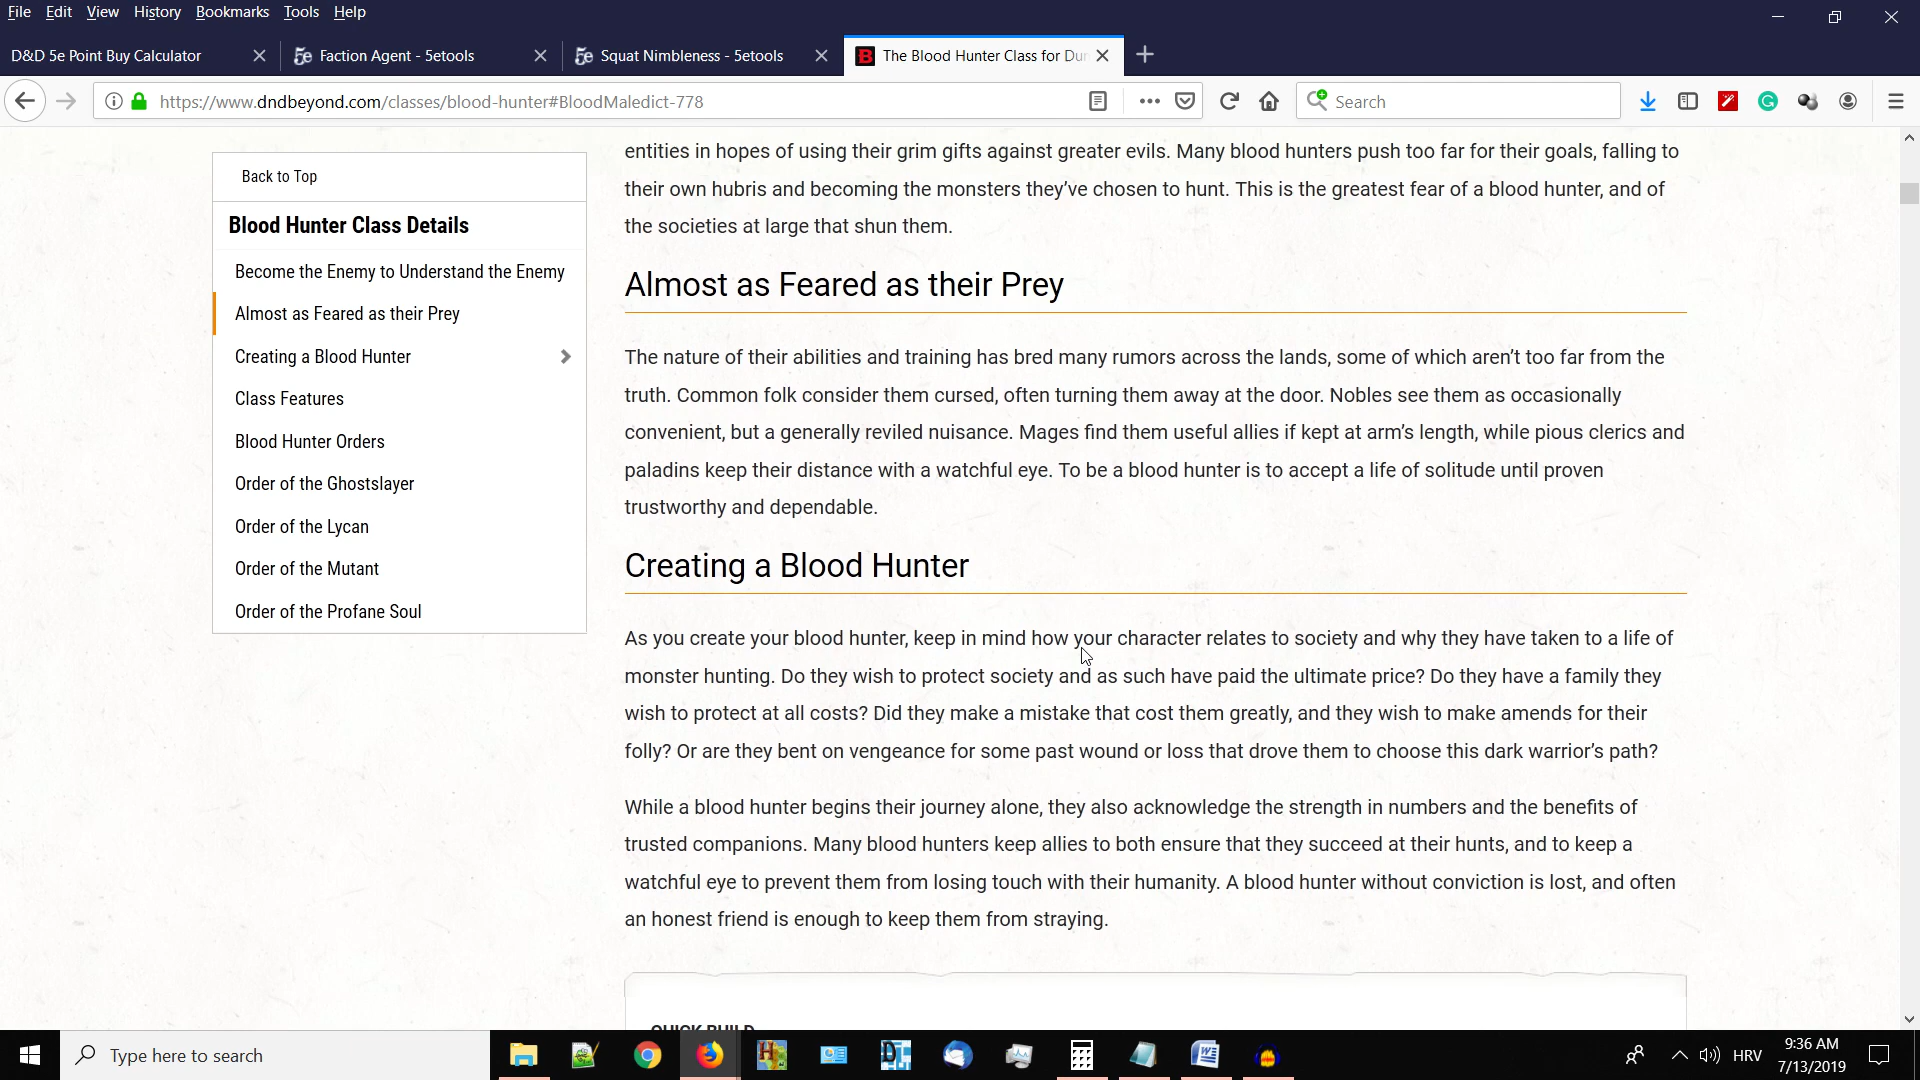 File Edit View History Bookmarks Tools Help
D&D 5e Point Buy Calculator
Faction Agent - 5etools
Squat Nimbleness - 5etools
The Blood Hunter Class for Dun
https://www.dndbeyond.com/classes/blood-hunter#BloodMaledict-778
Search
Back to Top
Blood Hunter Class Details
Become the Enemy to Understand the Enemy
Almost as Feared as their Prey
Creating a Blood Hunter
Class Features
Blood Hunter Orders
Order of the Ghostslayer
Order of the Lycan
Order of the Mutant
Order of the Profane Soul
entities in hopes of using their grim gifts against greater evils. Many blood hunters push too far for their goals, falling to
their own hubris and becoming the monsters they’ve chosen to hunt. This is the greatest fear of a blood hunter, and of
the societies at large that shun them.
Almost as Feared as their Prey
The nature of their abilities and training has bred many rumors across the lands, some of which aren’t too far from the
truth. Common folk consider them cursed, often turning them away at the door. Nobles see them as occasionally
convenient, but a generally reviled nuisance. Mages find them useful allies if kept at arm’s length, while pious clerics and
paladins keep their distance with a watchful eye. To be a blood hunter is to accept a life of solitude until proven
trustworthy and dependable.
Creating a Blood Hunter
As you create your blood hunter, keep in mind how your character relates to society and why they have taken to a life of
monster hunting. Do they wish to protect society and as such have paid the ultimate price? Do they have a family they
wish to protect at all costs? Did they make a mistake that cost them greatly, and they wish to make amends for their
folly? Or are they bent on vengeance for some past wound or loss that drove them to choose this dark warrior’s path?
While a blood hunter begins their journey alone, they also acknowledge the strength in numbers and the benefits of
trusted companions. Many blood hunters keep allies to both ensure that they succeed at their hunts, and to keep a
watchful eye to prevent them from losing touch with their humanity. A blood hunter without conviction is lost, and often
an honest friend is enough to keep them from straying.
QUICK BUILD
Type here to search
HRV
9:36 AM
7/13/2019